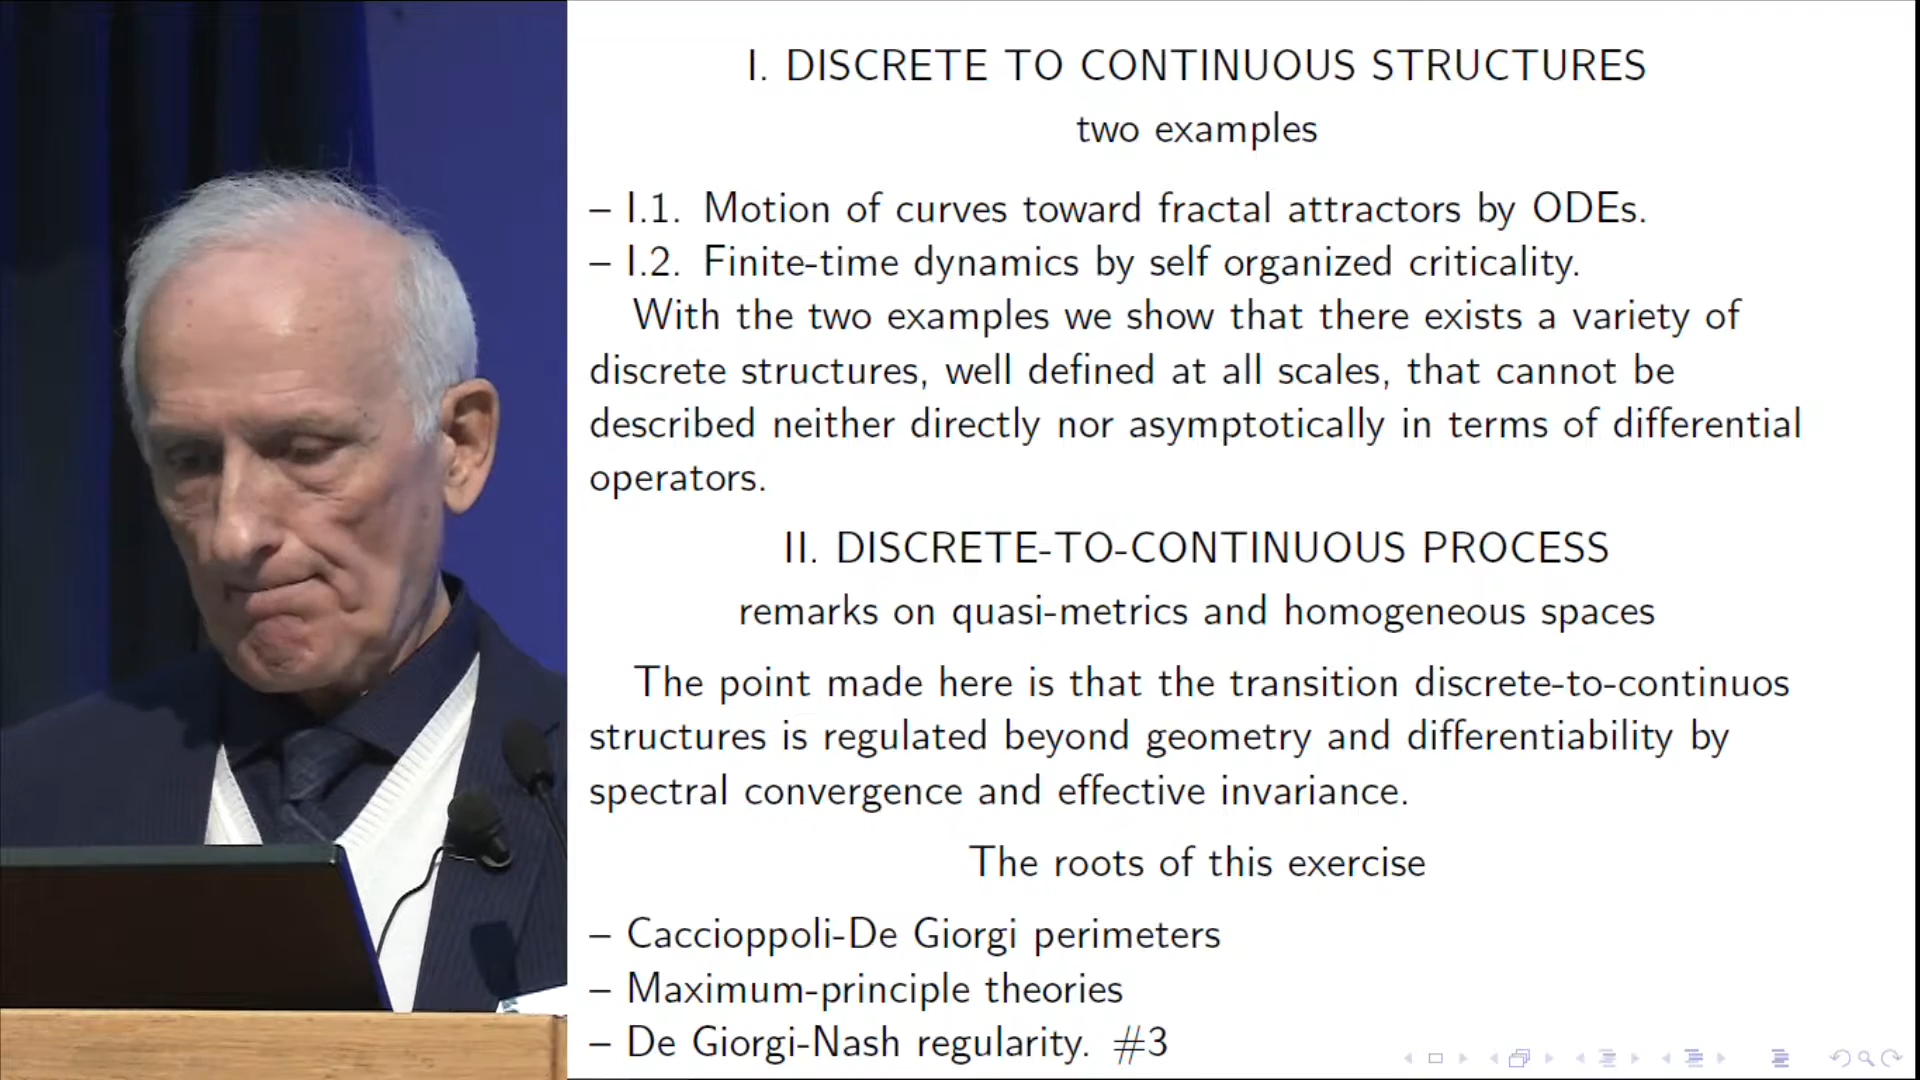 I. DISCRETE TO CONTINUOUS STRUCTURES
two examples
– I.1. Motion of curves toward fractal attractors by ODEs.
– I.2. Finite-time dynamics by self organized criticality.
With the two examples we show that there exists a variety of
discrete structures, well defined at all scales, that cannot be
described neither directly nor asymptotically in terms of differential
operators.
II. DISCRETE-TO-CONTINUOUS PROCESS
remarks on quasi-metrics and homogeneous spaces
The point made here is that the transition discrete-to-continuos
structures is regulated beyond geometry and differentiability by
spectral convergence and effective invariance.
The roots of this exercise
– Caccioppoli-De Giorgi perimeters
– Maximum-principle theories
– De Giorgi-Nash regularity. #3